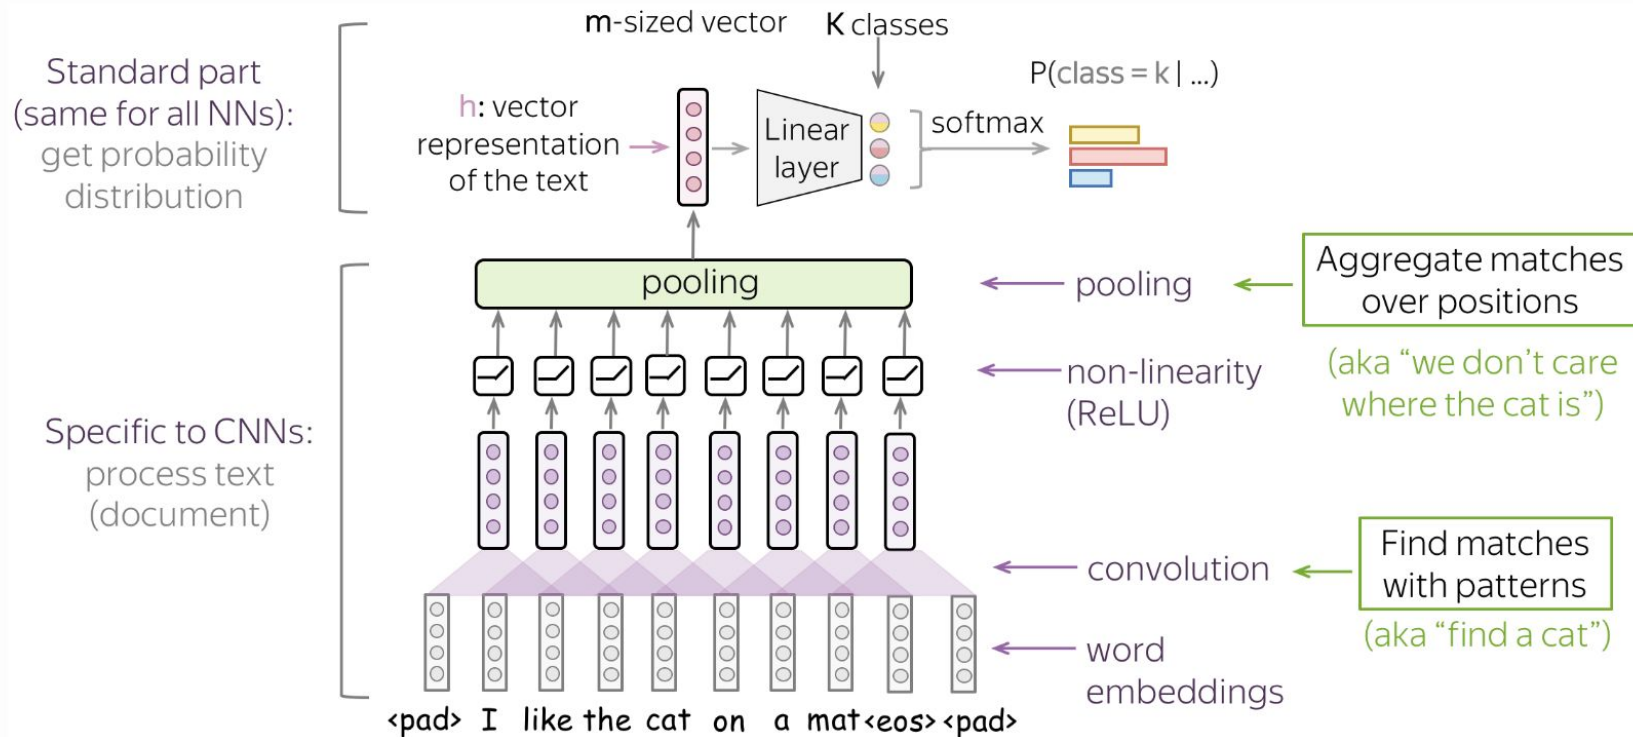 m-sized vector
K classes
Standard part
(same for all NNs):
get probability
distribution
h: vector
representation
of the text
Linear
layer
softmax
P(class = k | ...)
pooling
pooling
Aggregate matches
over positions
(aka “we don’t care
where the cat is”)
non-linearity
(ReLU)
Specific to CNNs:
process text
(document)
convolution
Find matches
with patterns
(aka “find a cat”)
word
embeddings
<pad> I like the cat on a mat <eos> <pad>